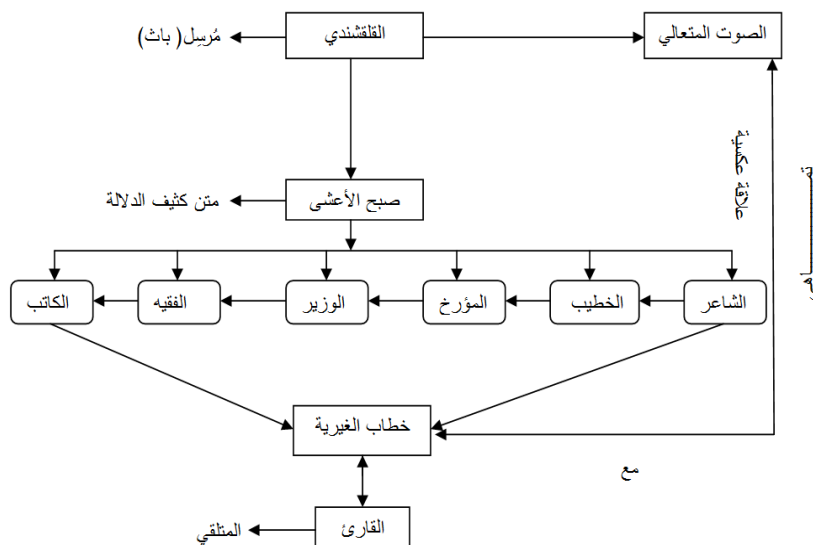 الصوت المتعالي
القلقشندي
مُرسِل( باث)
علاقة عكسية
تمـــــــــاهي
صبح الأعشى
متن كثيف الدلالة
الشاعر
الخطيب
المؤرخ
الوزير
الفقيه
الكاتب
خطاب الغيرية
مع
القارئ
المتلقي